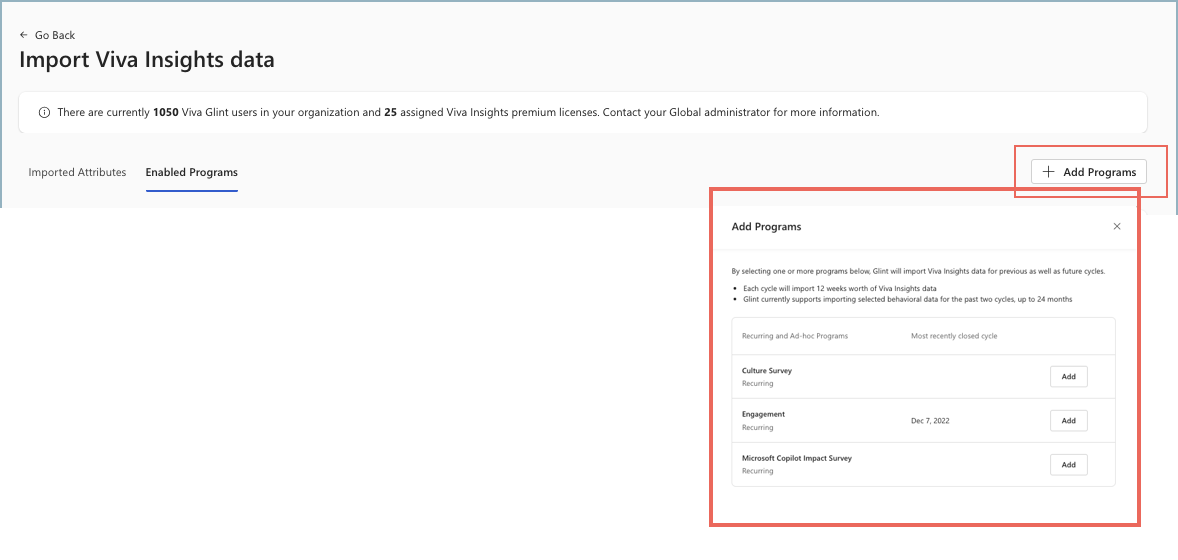 ← Go Back
Import Viva Insights data
There are currently 1050 Viva Glint users in your organization and 25 assigned Viva Insights premium licenses. Contact your Global administrator for more information.
Imported Attributes Enabled Programs + Add Programs
Add Programs ×
By selecting one or more programs below, Glint will import Viva Insights data for previous as well as future cycles.
• Each cycle will import 12 weeks worth of Viva Insights data
• Glint currently supports importing selected behavioral data for the past two cycles, up to 24 months
Recurring and Ad-hoc Programs Most recently closed cycle
Culture Survey
Recurring
Add
Engagement
Recurring
Dec 7, 2022 Add
Microsoft Copilot Impact Survey
Recurring
Add